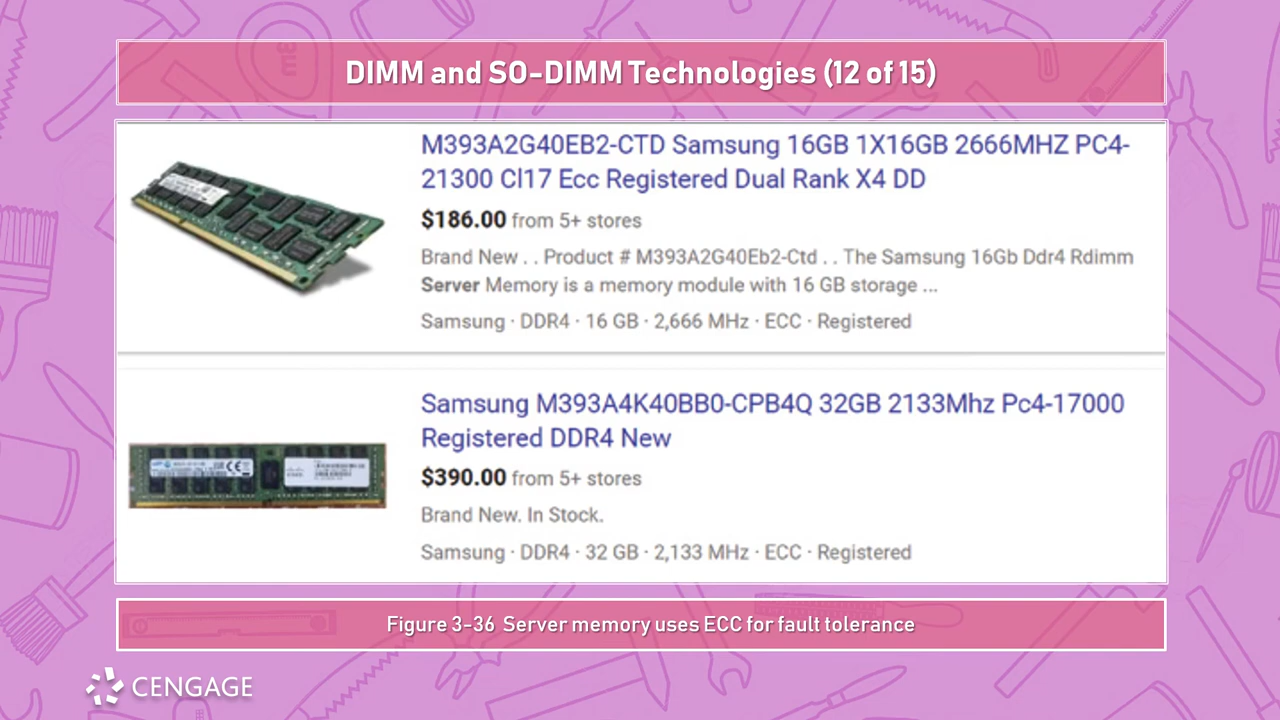 DIMM and SO-DIMM Technologies (12 of 15)
M393A2G40EB2-CTD Samsung 16GB 1X16GB 2666MHZ PC4-
21300 Cl17 Ecc Registered Dual Rank X4 DD
$186.00 from 5+ stores
Brand New . . Product # M393A2G40Eb2-Ctd . . The Samsung 16Gb Ddr4 Rdimm
Server Memory is a memory module with 16 GB storage ...
Samsung · DDR4 · 16 GB · 2,666 MHz · ECC · Registered
Samsung M393A4K40BB0-CPB4Q 32GB 2133Mhz Pc4-17000
Registered DDR4 New
$390.00 from 5+ stores
Brand New. In Stock.
Samsung · DDR4 · 32 GB · 2,133 MHz · ECC · Registered
Figure 3-36 Server memory uses ECC for fault tolerance
CENGAGE